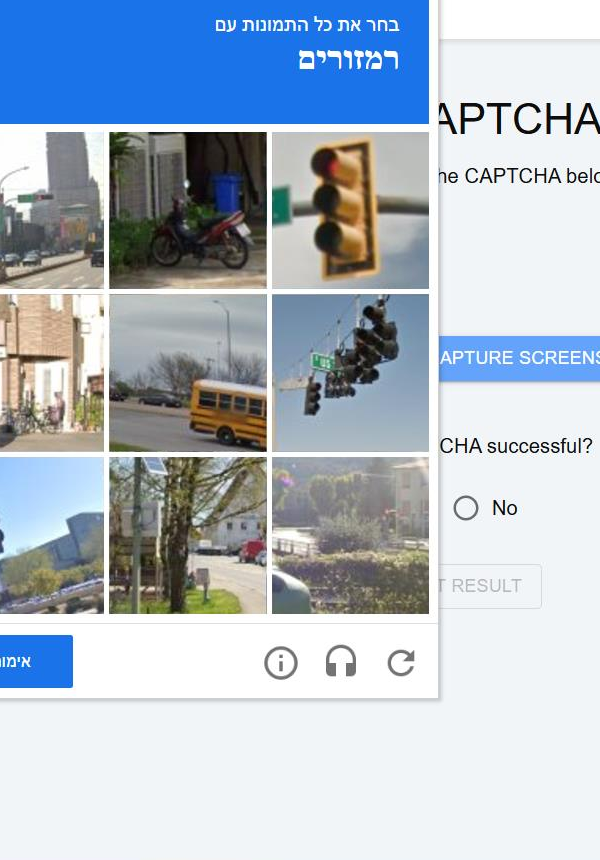 בחר את כל התמונות עם
רמזורים
APTCHA
he CAPTCHA belo
APTURE SCREENS
CHA successful?
No
T RESULT
אימו